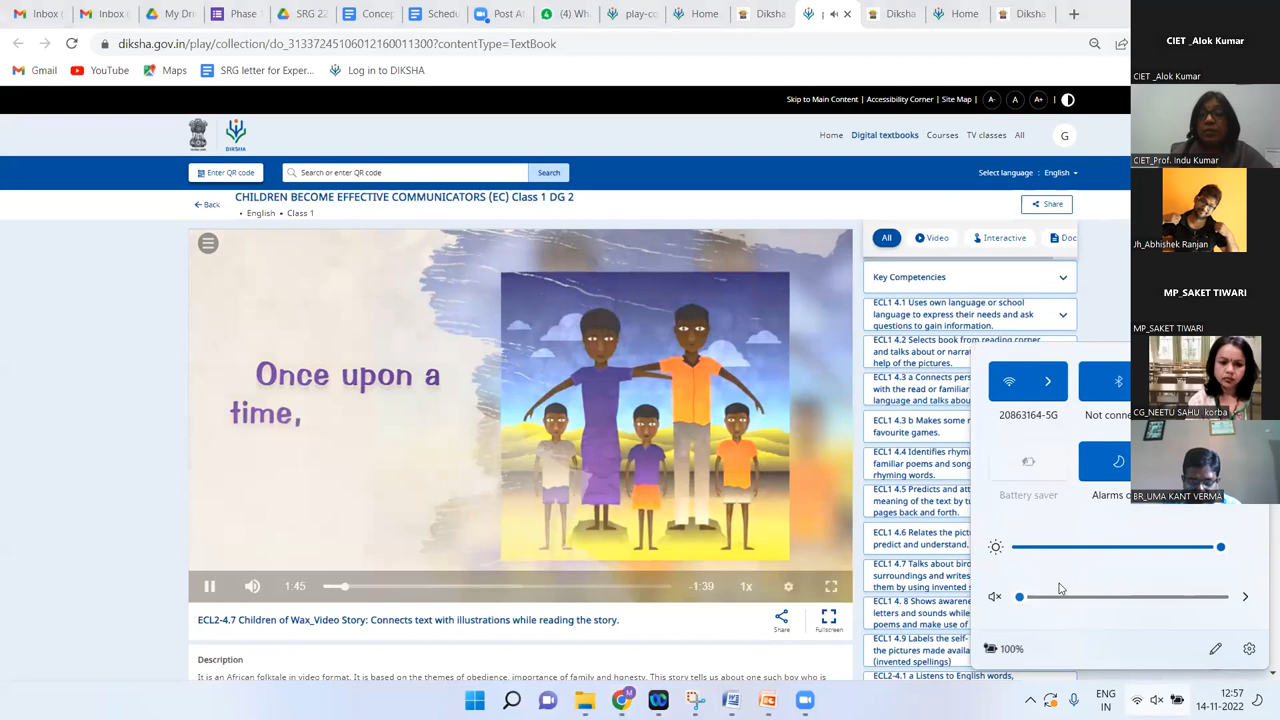 Inbox (
Inbox (
My Dri
Phase 1
SRG 22
Concep
Schedu
Post At
(4) Wh
play-co
Home
Diksha
Diksha
Home
Diksha
diksha.gov.in/play/collection/do_31337245106012160011300?contentType=TextBook
Gmail
YouTube
Maps
SRG letter for Exper...
Log in to DIKSHA
Skip to Main Content | Accessibility Corner | Site Map | A- A A+
DIKSHA
Home Digital textbooks Courses TV classes All G
Enter QR code
Search or enter QR code
Search
Select language : English
Back
CHILDREN BECOME EFFECTIVE COMMUNICATORS (EC) Class 1 DG 2
• English • Class 1
Share
Once upon a
time,
1:45
-1:39
1x
ECL2-4.7 Children of Wax_Video Story: Connects text with illustrations while reading the story.
Share
Fullscreen
Description
It is an African folktale in video format. It is based on the themes of obedience, importance of family and honesty. This story tells us about one such boy who is
All Video Interactive Doc
Key Competencies
ECL1 4.1 Uses own language or school
language to express their needs and ask
questions to gain information.
ECL1 4.2 Selects book from reading corner
and talks about or narrat
help of the pictures.
ECL1 4.3 a Connects pers
with the read or familiar
language and talks abou
ECL1 4.3 b Makes some r
favourite games.
ECL1 4.4 Identifies rhymi
familiar poems and song
rhyming words.
ECL1 4.5 Predicts and att
meaning of the text by tu
pages back and forth.
ECL1 4.6 Relates the pictu
predict and understand.
ECL1 4.7 Talks about bird
surroundings and writes
them by using invented s
ECL1 4. 8 Shows awarene
letters and sounds while
poems and make use of
ECL1 4.9 Labels the self-
the pictures made availa
(invented spellings)
ECL2-4.1 a Listens to English words,
20863164-5G
Not conne
Battery saver
Alarms o
100%
CIET _Alok Kumar
CIET _Alok Kumar
CIET_Prof. Indu Kumar
Jh_Abhishek Ranjan
MP_SAKET TIWARI
MP_SAKET TIWARI
CG_NEETU SAHU korba
BR_UMA KANT VERMA
ENG
IN
12:57
14-11-2022